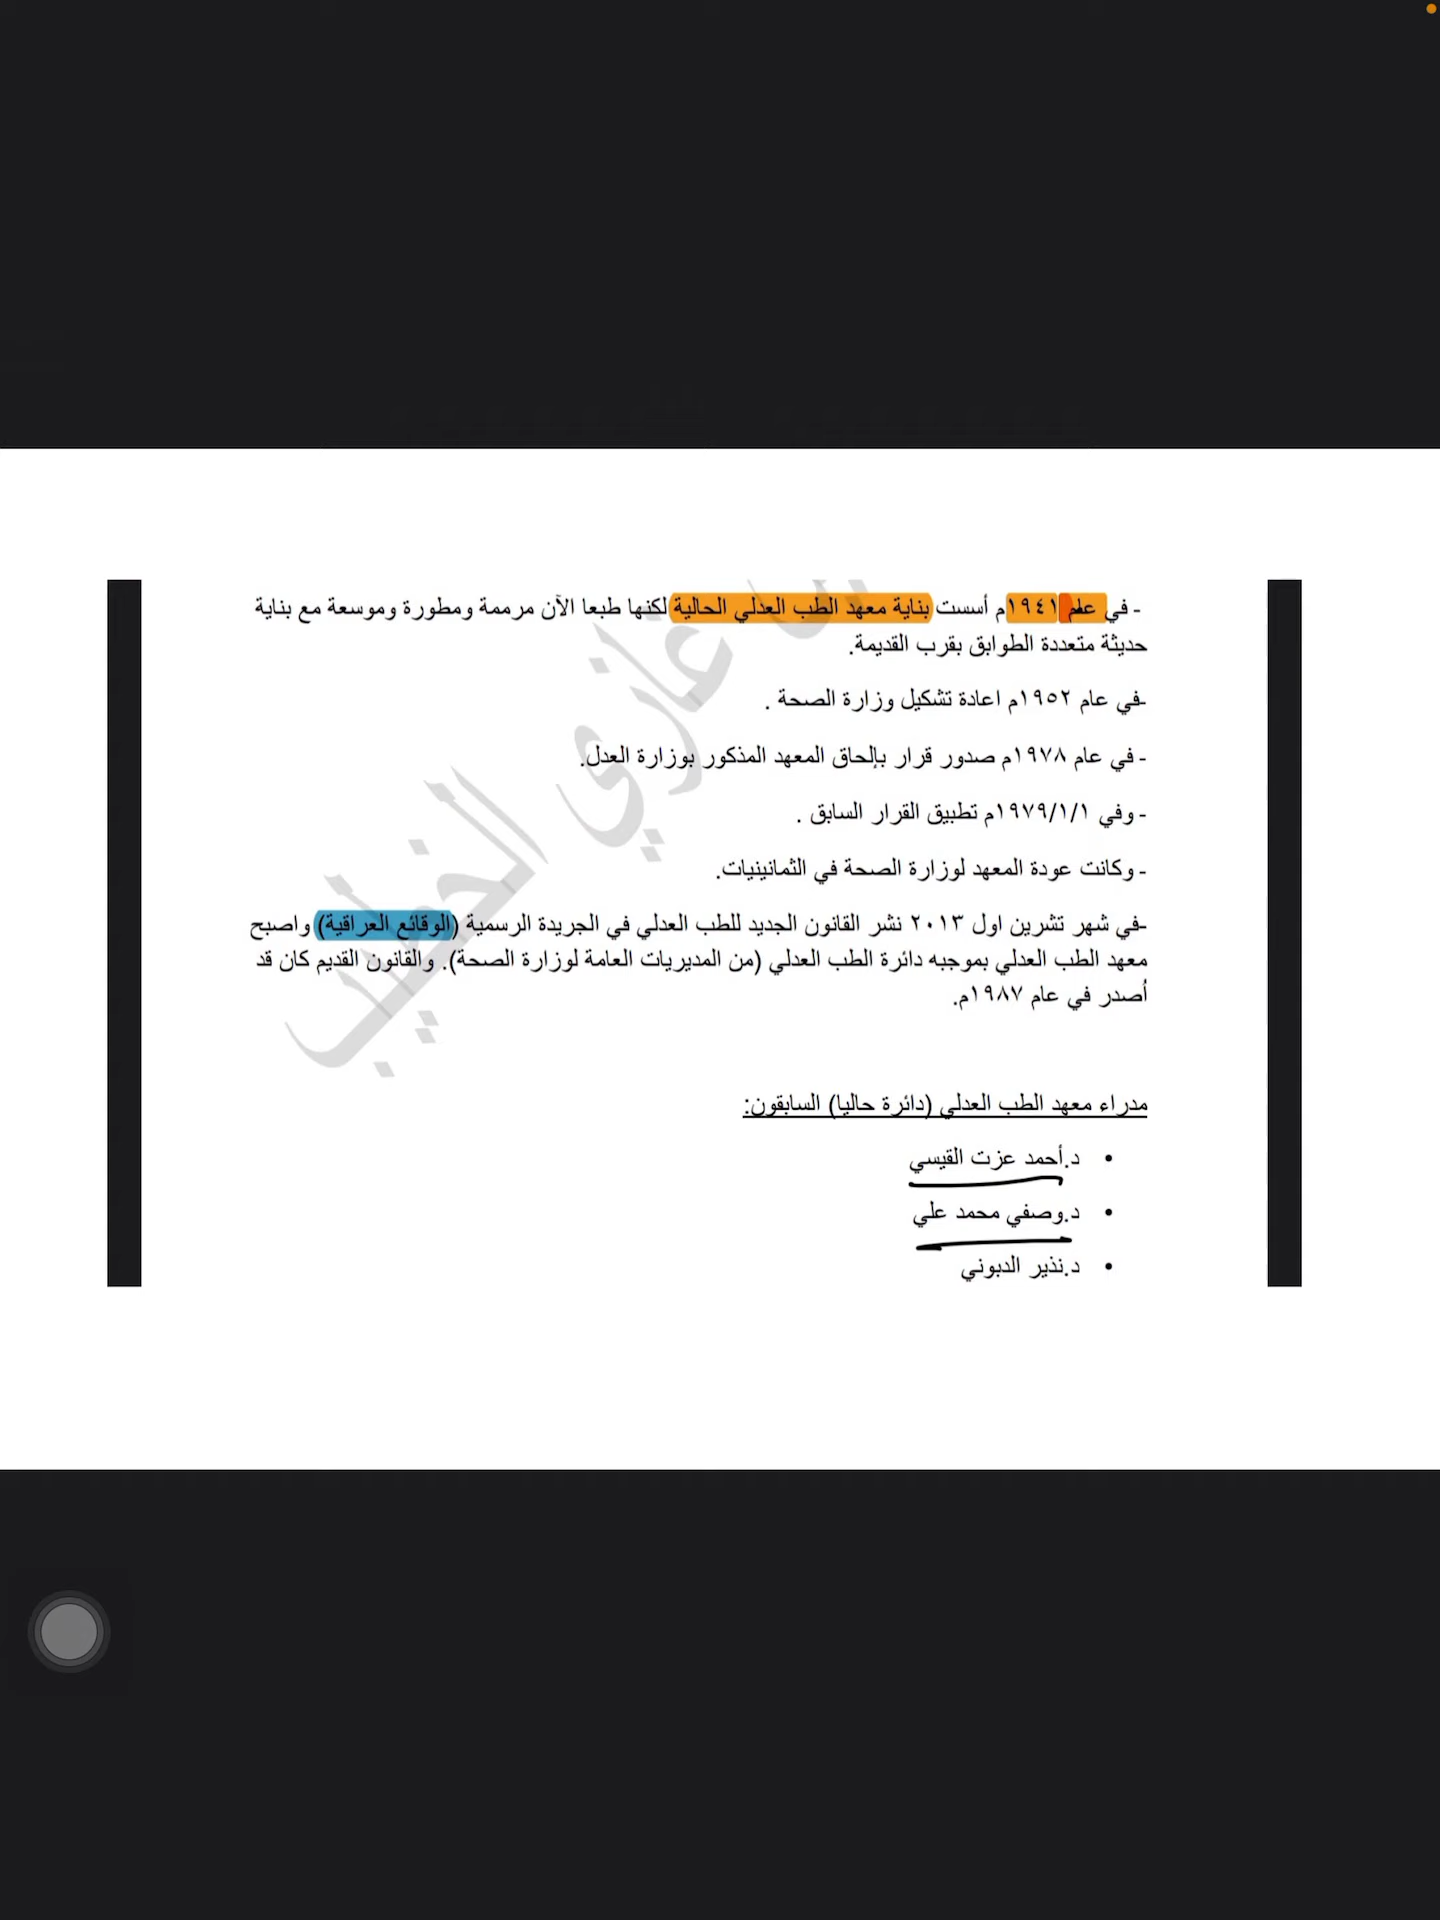 - في عام ١٩٤١م أسست بناية معهد الطب العدلي الحالية لكنها طبعا الآن مرممة ومطورة وموسعة مع بناية
حديثة متعددة الطوابق بقرب القديمة.
-في عام ١٩٥٢م اعادة تشكيل وزارة الصحة .
- في عام ١٩٧٨م صدور قرار بإلحاق المعهد المذكور بوزارة العدل.
- وفي ١٩٧٩/١/١م تطبيق القرار السابق .
- وكانت عودة المعهد لوزارة الصحة في الثمانينيات.
-في شهر تشرين اول ٢٠١٣ نشر القانون الجديد للطب العدلي في الجريدة الرسمية (الوقائع العراقية) واصبح
معهد الطب العدلي بموجبه دائرة الطب العدلي (من المديريات العامة لوزارة الصحة). والقانون القديم كان قد
أُصدر في عام ١٩٨٧م.
مدراء معهد الطب العدلي (دائرة حاليا) السابقون:
• د.أحمد عزت القيسي
• د.وصفي محمد علي
• د.نذير الدبوني
غازي الخطيب